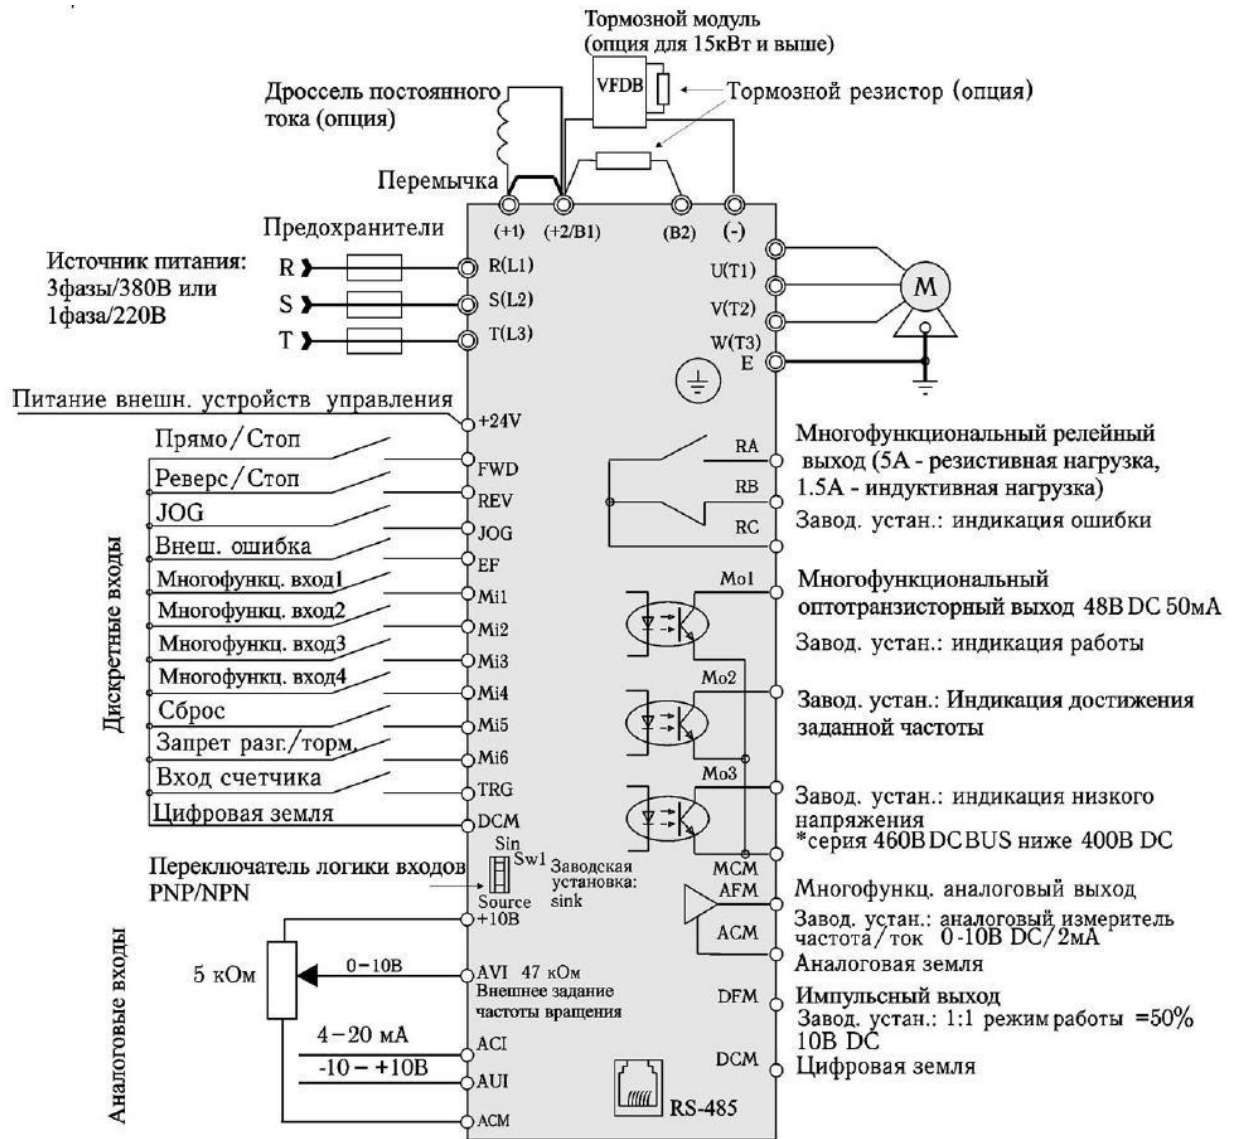 Тормозной модуль
(опция для 15кВт и выше)
VFDB
Тормозной резистор (опция)
Дроссель постоянного
тока (опция)
Перемычка
(+1)
(+2/B1)
(B2)
(-)
Предохранители
Источник питания:
3фазы/380В или
1фаза/220В
R
S
T
R(L1)
S(L2)
T(L3)
U(T1)
V(T2)
W(T3)
E
M
Питание внешн. устройств управления
+24V
Дискретные входы
Прямо/Стоп
FWD
Реверс/Стоп
REV
JOG
JOG
Внеш. ошибка
EF
Многофункц. вход1
Mi1
Многофункц. вход2
Mi2
Многофункц. вход3
Mi3
Многофункц. вход4
Mi4
Сброс
Mi5
Запрет разг./торм.
Mi6
Вход счетчика
TRG
Цифровая земля
DCM
RA
RB
RC
Многофункциональный релейный
выход (5А - резистивная нагрузка,
1.5А - индуктивная нагрузка)
Завод. устан.: индикация ошибки
Mo1
Многофункциональный
оптотранзисторный выход 48В DC 50мА
Завод. устан.: индикация работы
Mo2
Завод. устан.: Индикация достижения
заданной частоты
Mo3
Завод. устан.: индикация низкого
напряжения
*серия 460В DC BUS ниже 400В DC
MCM
Переключатель логики входов
PNP/NPN
Sin
Sw1
Source
Заводская
установка:
sink
AFM
Многофункц. аналоговый выход
Завод. устан.: аналоговый измеритель
частота/ток 0-10В DC/2мА
ACM
Аналоговая земля
DFM
Импульсный выход
Завод. устан.: 1:1 режим работы =50%
10В DC
DCM
Цифровая земля
Аналоговые входы
+10В
5 кОм
0-10В
AVI 47 кОм
Внешнее задание
частоты вращения
4-20 мА
ACI
-10 - +10В
AUI
ACM
RS-485